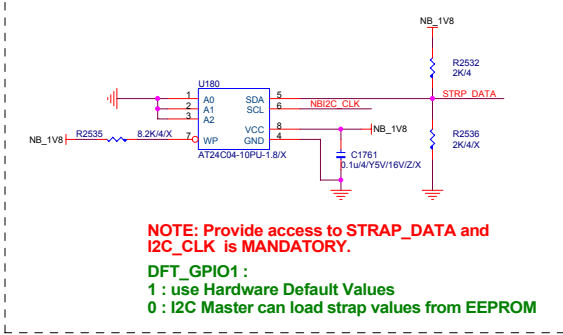 NB_1V8
R2532
2K/4
U180
1 A0 SDA 5 STRP_DATA
2 A1 SCL 6 NBI2C_CLK
3 A2
VCC 8 NB_1V8
NB_1V8 R2535 8.2K/4/X 7 WP GND 4
R2536
2K/4/X
AT24C04-10PU-1.8/X
C1761
0.1u/4/Y5V/16V/Z/X
NOTE: Provide access to STRAP_DATA and
I2C_CLK is MANDATORY.
DFT_GPIO1 :
1 : use Hardware Default Values
0 : I2C Master can load strap values from EEPROM